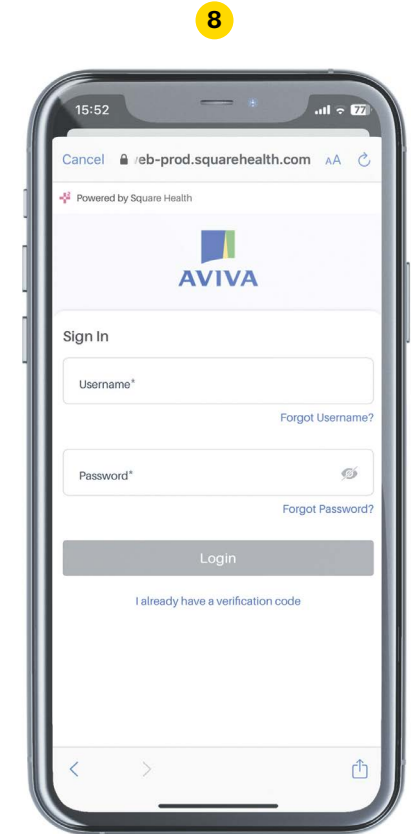 8
15:52
77
Cancel eb-prod.squarehealth.com AA
Powered by Square Health
AVIVA
Sign In
Username*
Forgot Username?
Password*
Forgot Password?
Login
I already have a verification code